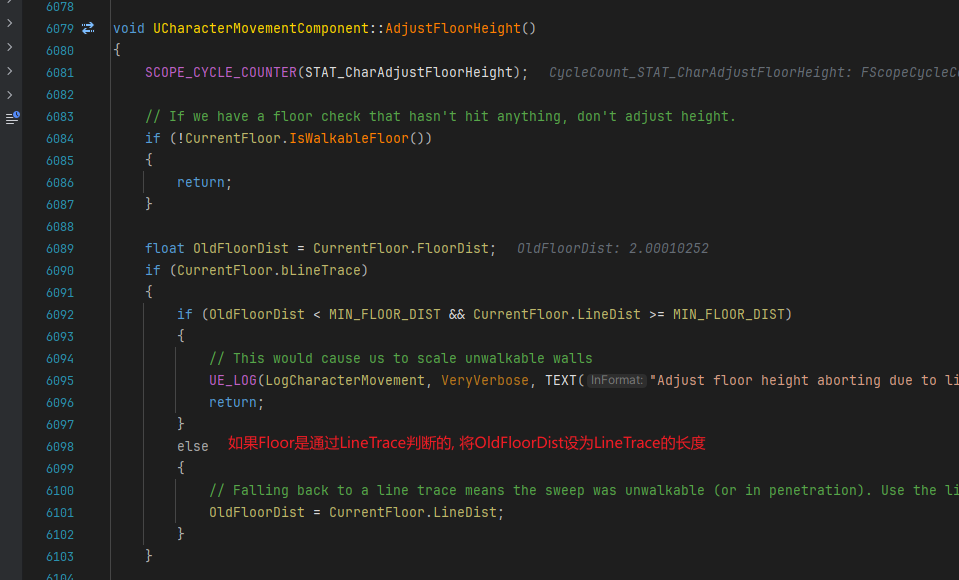 6078
6079 void UCharacterMovementComponent::AdjustFloorHeight()
6080 {
6081 SCOPE_CYCLE_COUNTER(STAT_CharAdjustFloorHeight); CycleCount_STAT_CharAdjustFloorHeight: FScopeCycleCo
6082
6083 // If we have a floor check that hasn't hit anything, don't adjust height.
6084 if (!CurrentFloor.IsWalkableFloor())
6085 {
6086 return;
6087 }
6088
6089 float OldFloorDist = CurrentFloor.FloorDist; OldFloorDist: 2.00010252
6090 if (CurrentFloor.bLineTrace)
6091 {
6092 if (OldFloorDist < MIN_FLOOR_DIST && CurrentFloor.LineDist >= MIN_FLOOR_DIST)
6093 {
6094 // This would cause us to scale unwalkable walls
6095 UE_LOG(LogCharacterMovement, VeryVerbose, TEXT( InFormat: "Adjust floor height aborting due to li
6096 return;
6097 }
6098 else 如果Floor是通过LineTrace判断的, 将OldFloorDist设为LineTrace的长度
6099 {
6100 // Falling back to a line trace means the sweep was unwalkable (or in penetration). Use the li
6101 OldFloorDist = CurrentFloor.LineDist;
6102 }
6103 }
6104